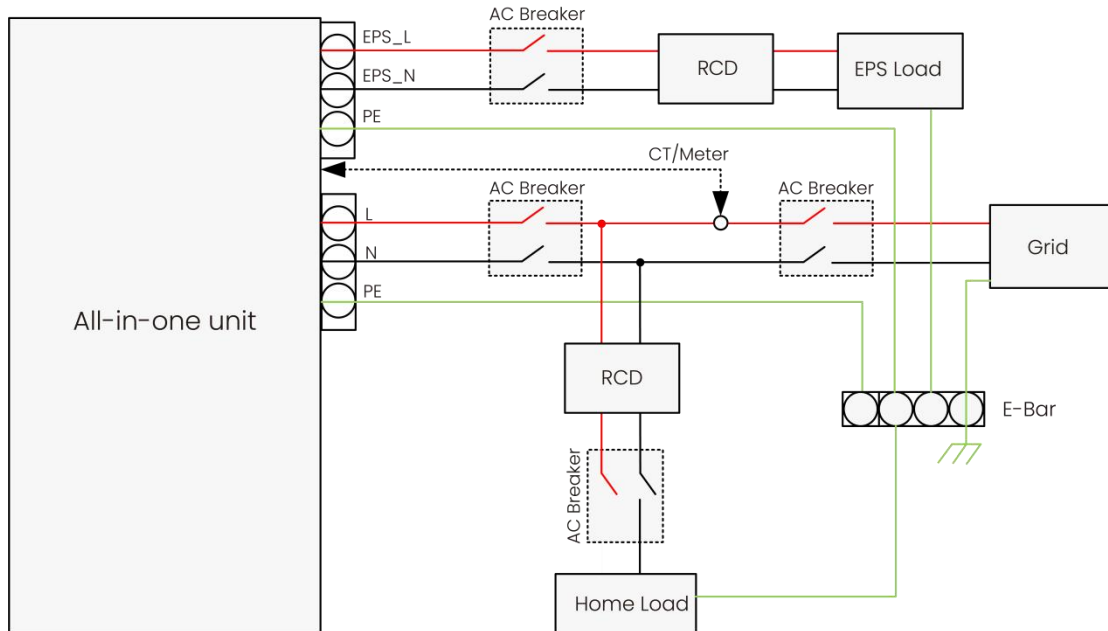 AC Breaker
EPS_L
EPS_N
RCD
EPS Load
PE
CT/Meter
AC Breaker
AC Breaker
L
N
Grid
PE
All-in-one unit
RCD
E-Bar
AC Breaker
Home Load